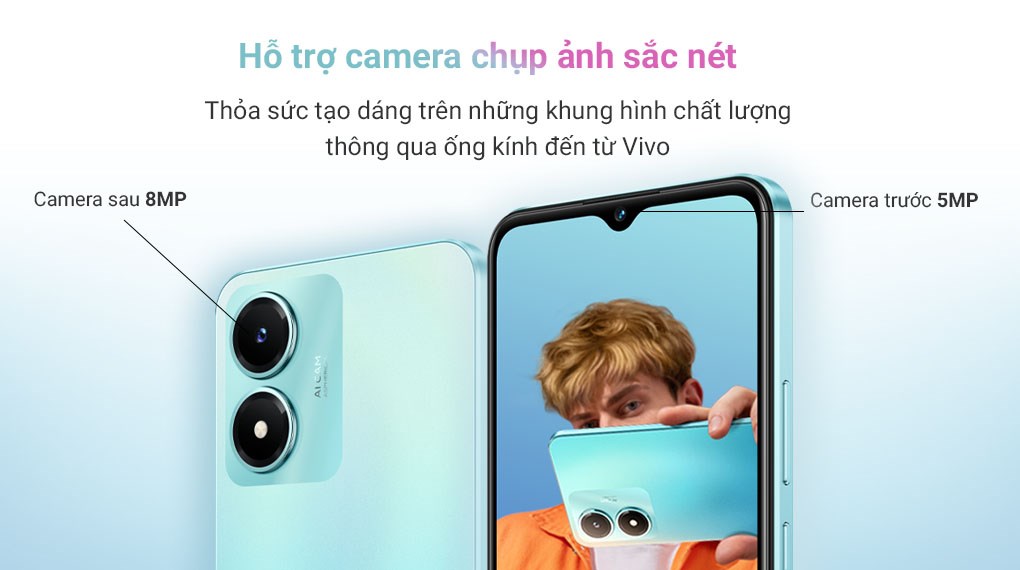 Hỗ trợ camera chụp ảnh sắc nét
Thỏa sức tạo dáng trên những khung hình chất lượng
thông qua ống kính đến từ Vivo
Camera sau 8MP
Camera trước 5MP
AI CAM